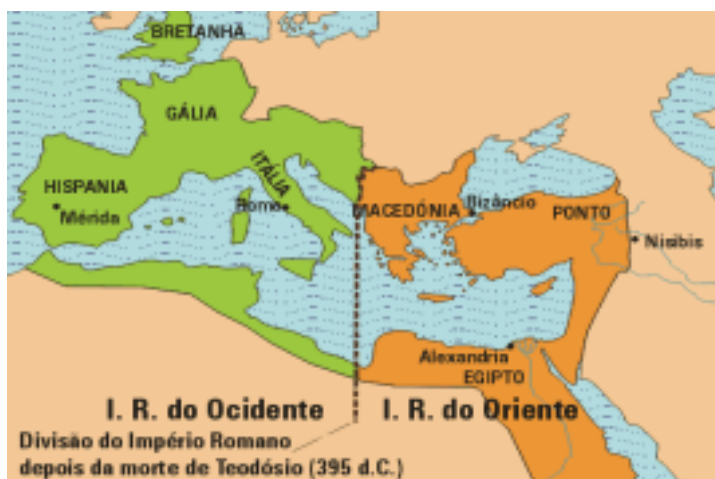 BRETANHA
GÁLIA
ITÁLIA
HISPANIA
Mérida
Roma
MACEDÓNIA
Bizâncio
PONTO
Nisibis
Alexandria
EGIPTO
I. R. do Ocidente
I. R. do Oriente
Divisão do Império Romano
depois da morte de Teodósio (395 d.C.)